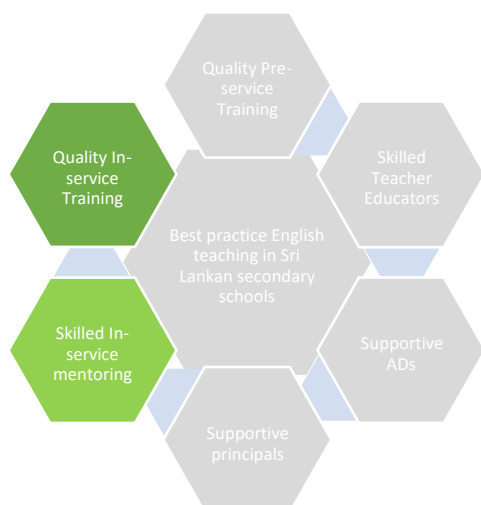 Quality Pre-
service
Training
Skilled
Teacher
Educators
Supportive
ADs
Supportive
principals
Skilled In-
service
mentoring
Quality In-
service
Training
Best practice English
teaching in Sri
Lankan secondary
schools